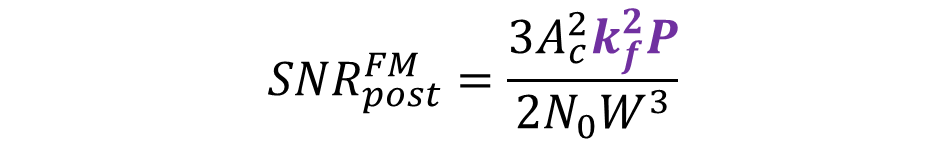 SNR_{post}^{FM} = \frac{3A_c^2 k_f^2 P}{2N_0 W^3}